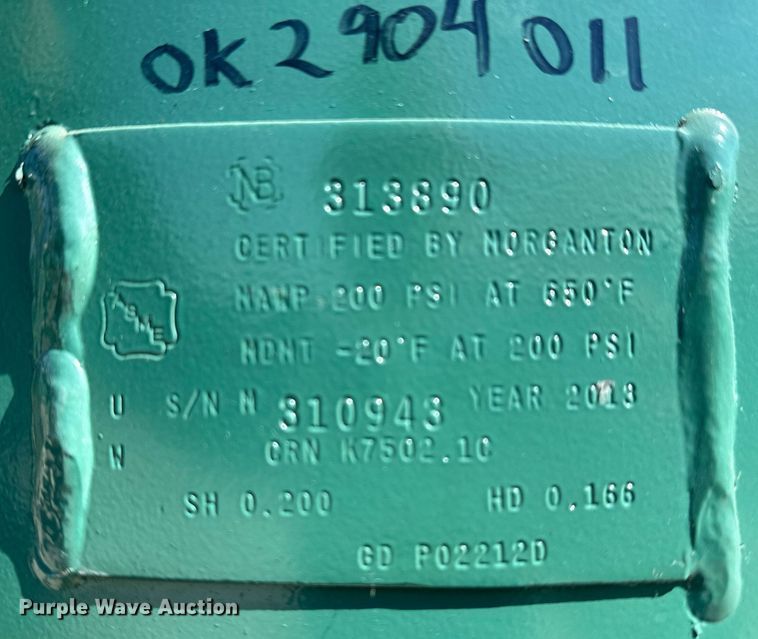 OK2904011
NB 313890
CERTIFIED BY MORGANTON
MAWP 200 PSI AT 650°F
ASME
MDMT -20°F AT 200 PSI
U S/N M 310943 YEAR 2013
W CRN K7502.1C
SH 0.200 HD 0.166
GD P02212D
Purple Wave Auction